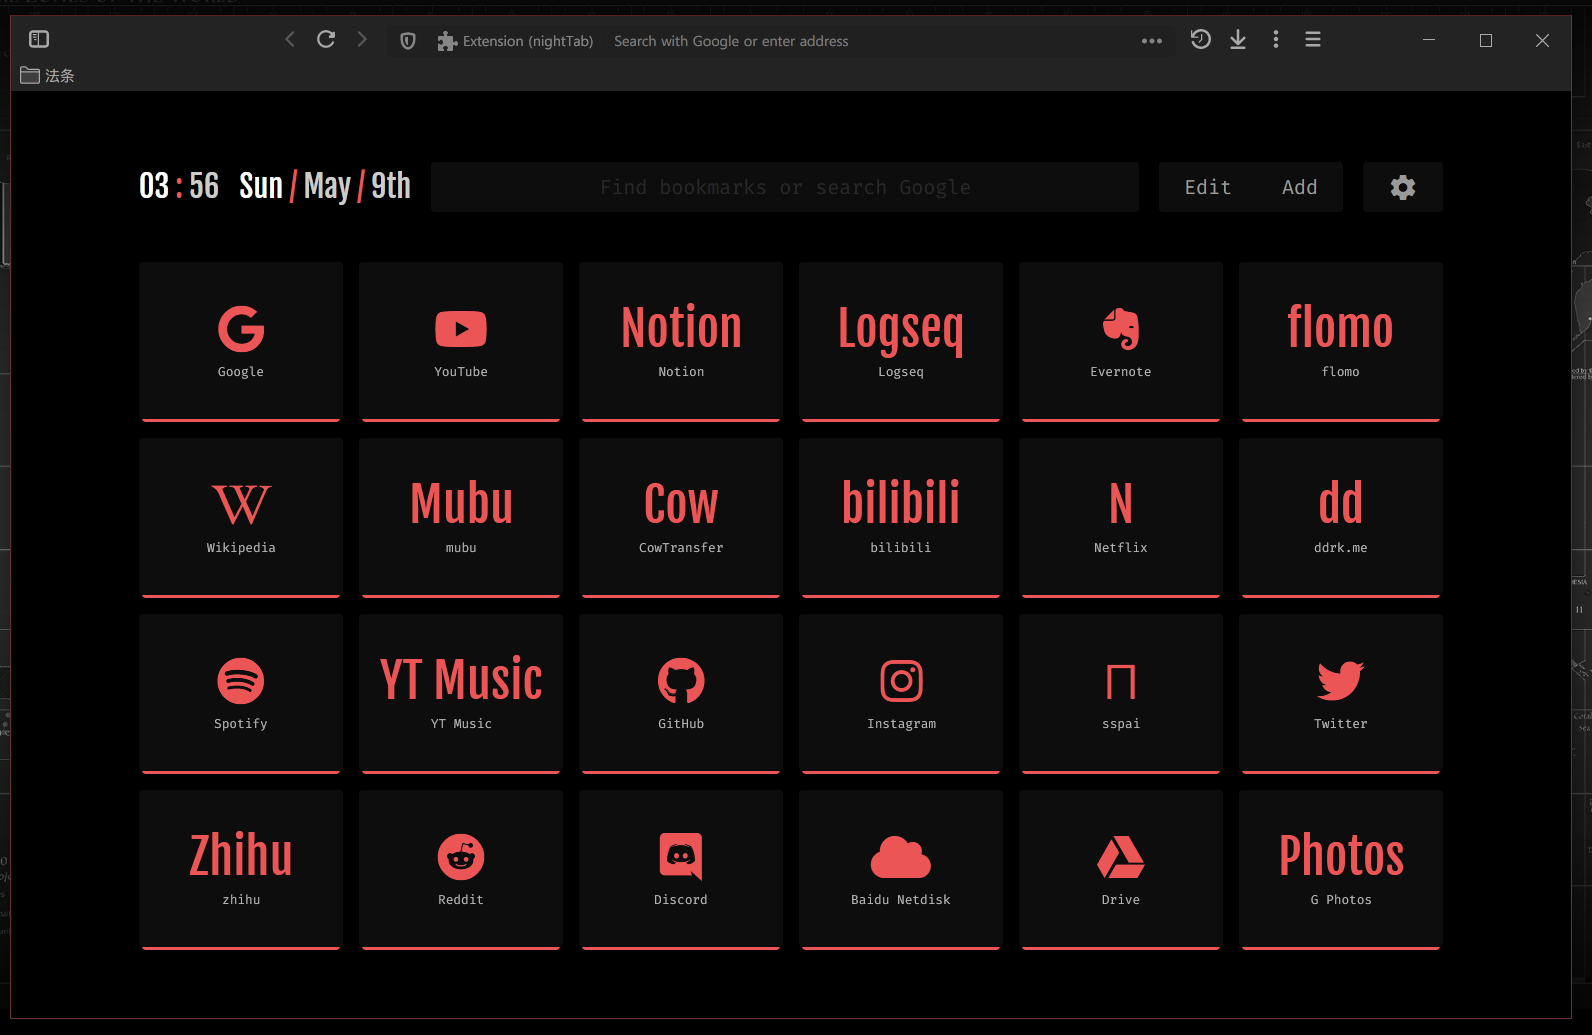 Extension (nightTab) Search with Google or enter address
法条
03 : 56 Sun / May / 9th
Find bookmarks or search Google
Edit Add
Notion Logseq flomo
Google YouTube Notion Logseq Evernote flomo
W Mubu Cow bilibili N dd
Wikipedia mubu CowTransfer bilibili Netflix ddrk.me
YT Music Π
Spotify YT Music GitHub Instagram sspai Twitter
Zhihu Photos
zhihu Reddit Discord Baidu Netdisk Drive G Photos